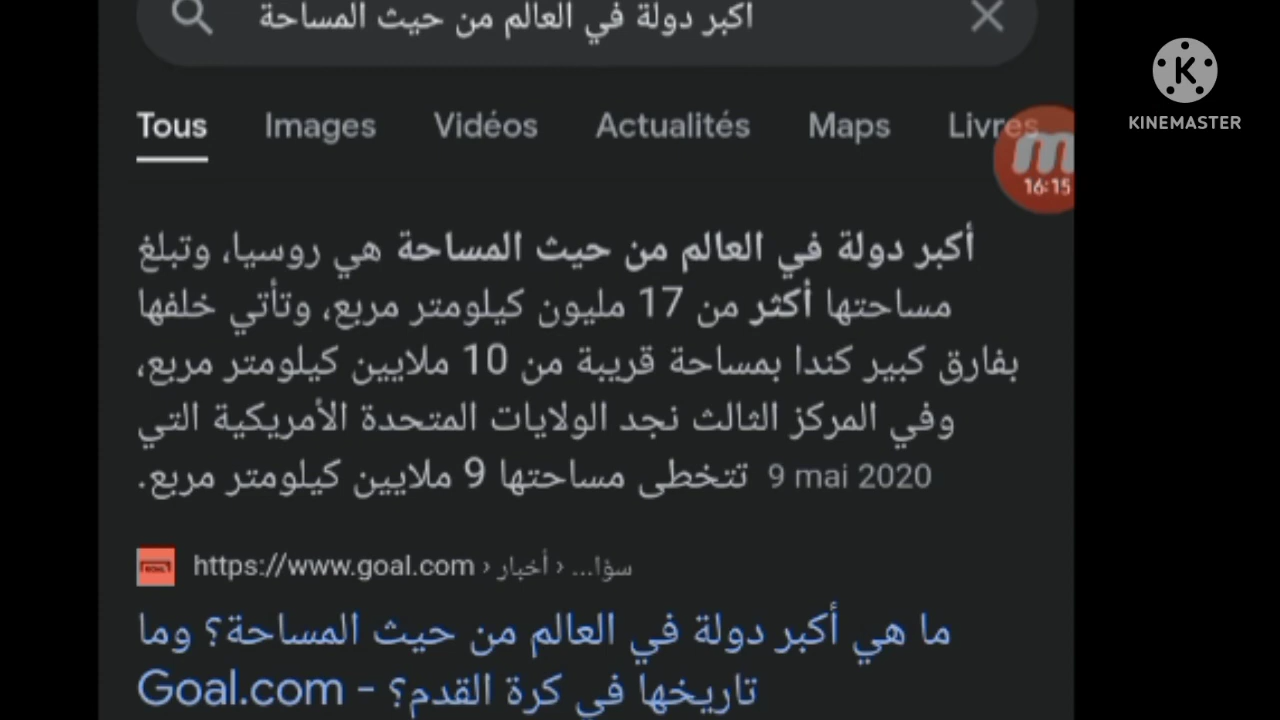 اكبر دولة في العالم من حيث المساحة
KINEMASTER
Tous Images Vidéos Actualités Maps Livres
16:15
أكبر دولة في العالم من حيث المساحة هي روسيا، وتبلغ
مساحتها أكثر من 17 مليون كيلومتر مربع، وتأتي خلفها
بفارق كبير كندا بمساحة قريبة من 10 ملايين كيلومتر مربع،
وفي المركز الثالث نجد الولايات المتحدة الأمريكية التي
تتخطى مساحتها 9 ملايين كيلومتر مربع. 9 mai 2020
https://www.goal.com › أخبار › ...سؤا
ما هي أكبر دولة في العالم من حيث المساحة؟ وما
تاريخها في كرة القدم؟ - Goal.com